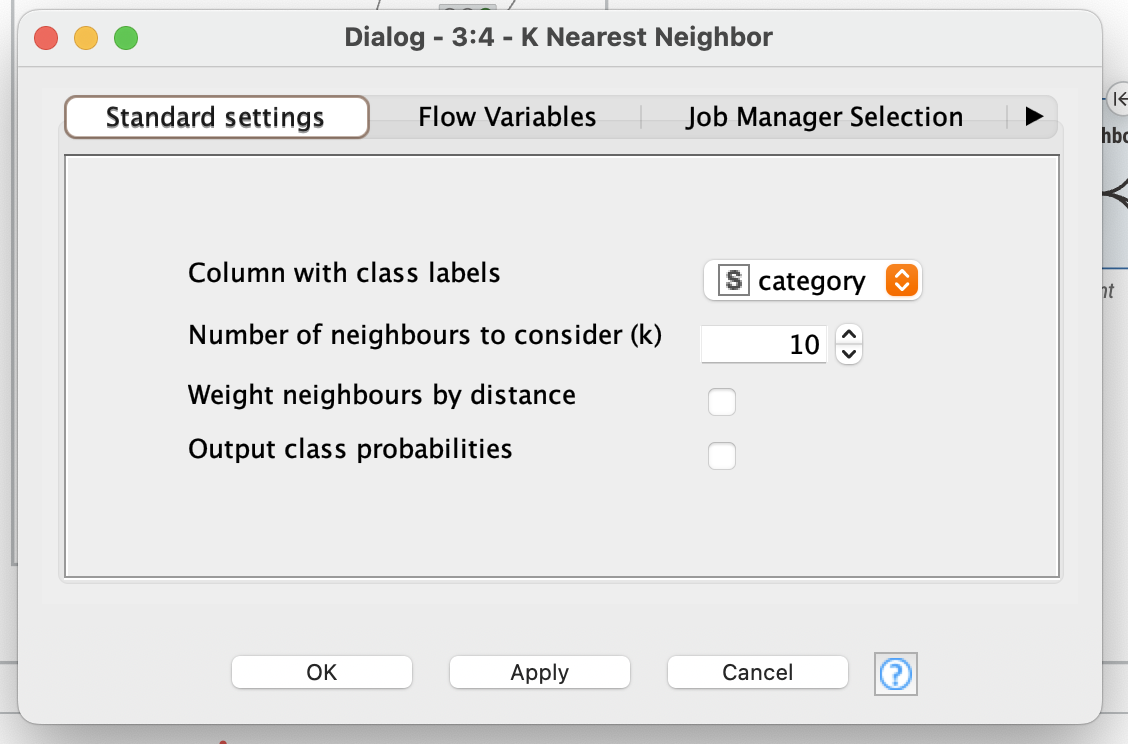 Dialog - 3:4 - K Nearest Neighbor
Standard settings Flow Variables Job Manager Selection
Column with class labels S category
Number of neighbours to consider (k) 10
Weight neighbours by distance
Output class probabilities
OK Apply Cancel ?